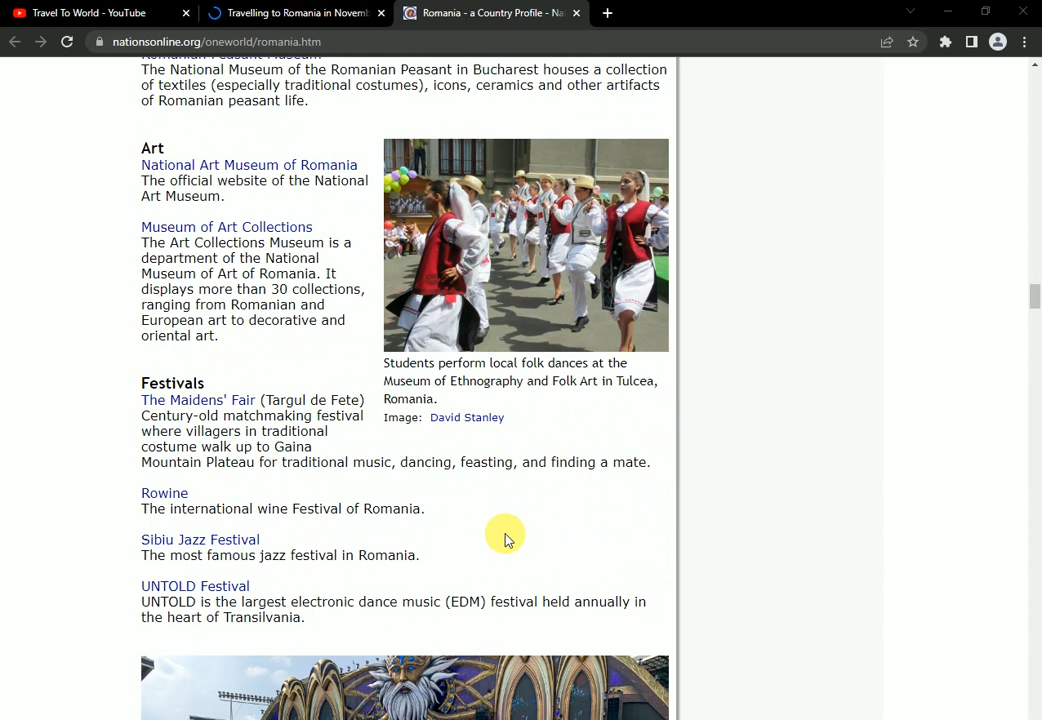 Travel To World - YouTube
Travelling to Romania in Novemb
Romania - a Country Profile - Na
nationsonline.org/oneworld/romania.htm
Romanian Peasant Museum
The National Museum of the Romanian Peasant in Bucharest houses a collection
of textiles (especially traditional costumes), icons, ceramics and other artifacts
of Romanian peasant life.
Art
National Art Museum of Romania
The official website of the National
Art Museum.
Museum of Art Collections
The Art Collections Museum is a
department of the National
Museum of Art of Romania. It
displays more than 30 collections,
ranging from Romanian and
European art to decorative and
oriental art.
Students perform local folk dances at the
Museum of Ethnography and Folk Art in Tulcea,
Romania.
Image: David Stanley
Festivals
The Maidens' Fair (Targul de Fete)
Century-old matchmaking festival
where villagers in traditional
costume walk up to Gaina
Mountain Plateau for traditional music, dancing, feasting, and finding a mate.
Rowine
The international wine Festival of Romania.
Sibiu Jazz Festival
The most famous jazz festival in Romania.
UNTOLD Festival
UNTOLD is the largest electronic dance music (EDM) festival held annually in
the heart of Transilvania.